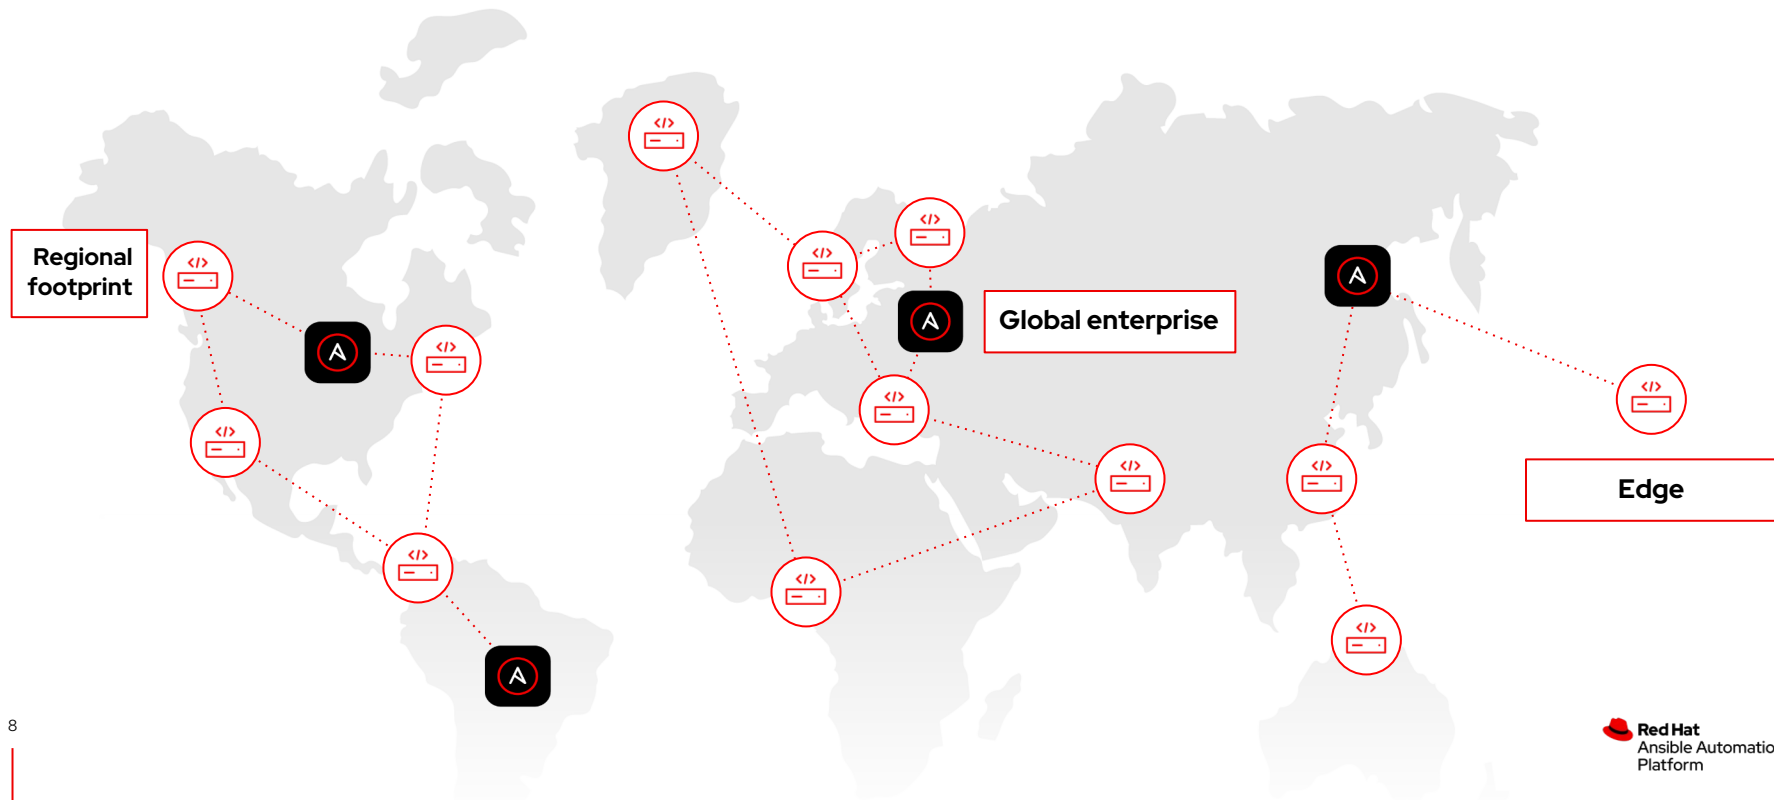 </>
</>
Regional
footprint
</>
</>
Global enterprise
</>
</>
</>
</>
</>
</>
Edge
</>
</>
</>
8
Red Hat
Ansible Automatio
Platform